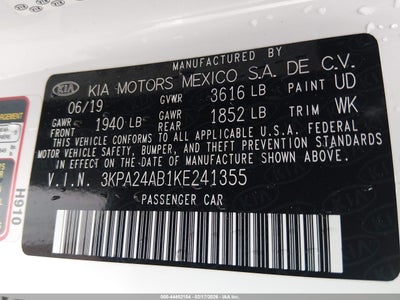 MANUFACTURED BY
KIA KIA MOTORS MEXICO S.A. DE C.V.
06/19 GVWR 3616 LB PAINT UD
GAWR FRONT 1940 LB GAWR REAR 1852 LB TRIM WK
THIS VEHICLE CONFORMS TO ALL APPLICABLE U.S.A. FEDERAL
MOTOR VEHICLE SAFETY, BUMPER, AND THEFT PREVENTION
STANDARDS IN EFFECT ON THE DATE OF MANUFACTURE SHOWN ABOVE.
V.I.N. 3KPA24AB1KE241355
PASSENGER CAR
H910